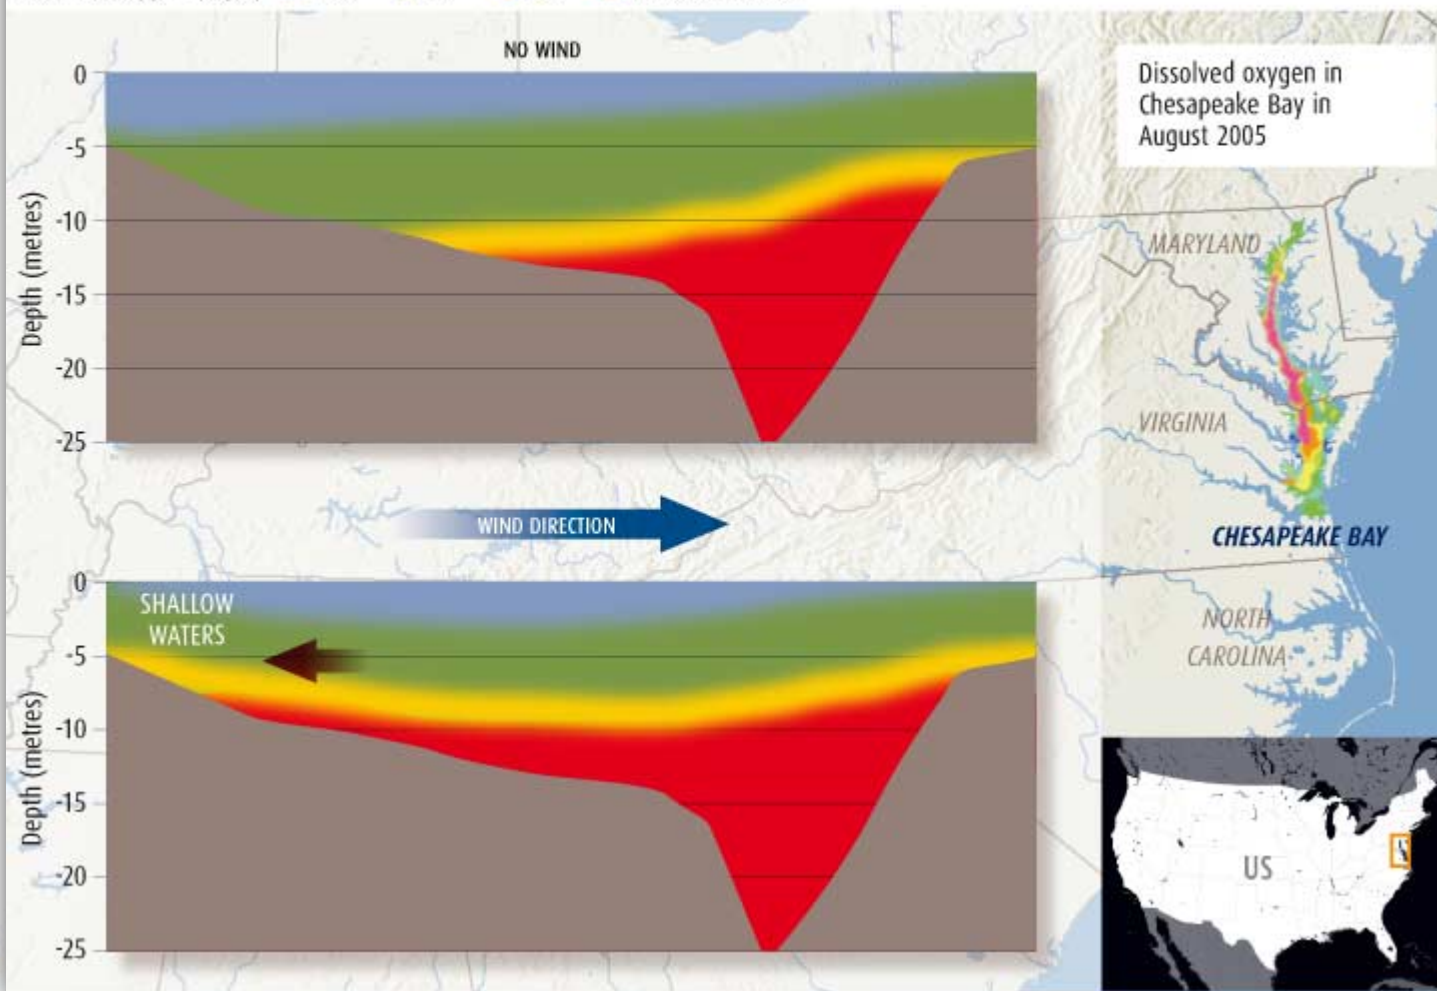 NO WIND
0
-5
-10
-15
-20
-25
Depth (metres)
WIND DIRECTION
0
-5
-10
-15
-20
-25
Depth (metres)
SHALLOW
WATERS
Dissolved oxygen in
Chesapeake Bay in
August 2005
MARYLAND
VIRGINIA
CHESAPEAKE BAY
NORTH
CAROLINA
US